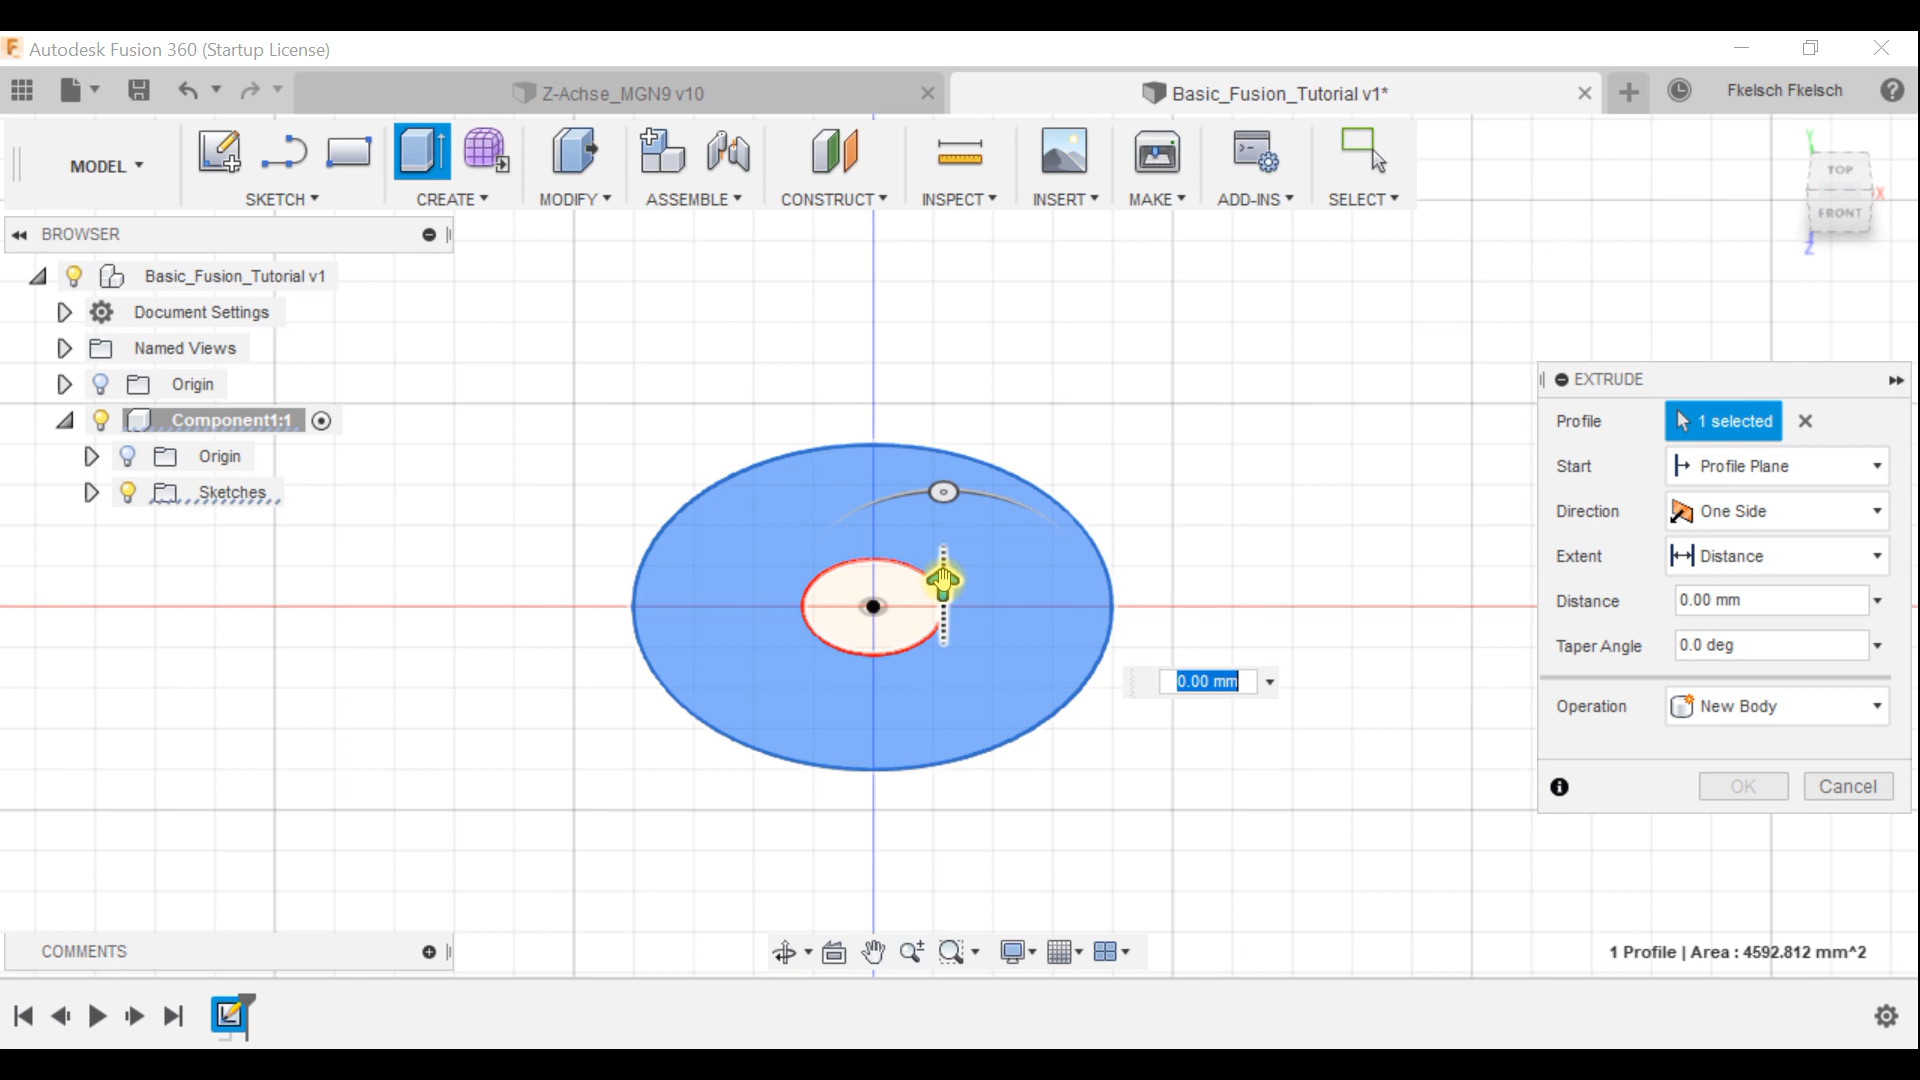 Autodesk Fusion 360 (Startup License)
Z-Achse_MGN9 v10
Basic_Fusion_Tutorial v1*
Fkelsch Fkelsch
MODEL
SKETCH
CREATE
MODIFY
ASSEMBLE
CONSTRUCT
INSPECT
INSERT
MAKE
ADD-INS
SELECT
TOP
FRONT
Y
X
Z
BROWSER
Basic_Fusion_Tutorial v1
Document Settings
Named Views
Origin
Component1:1
Origin
Sketches
EXTRUDE
Profile 1 selected
Start Profile Plane
Direction One Side
Extent Distance
Distance 0.00 mm
Taper Angle 0.0 deg
0.00 mm
Operation New Body
OK Cancel
COMMENTS
1 Profile | Area : 4592.812 mm^2